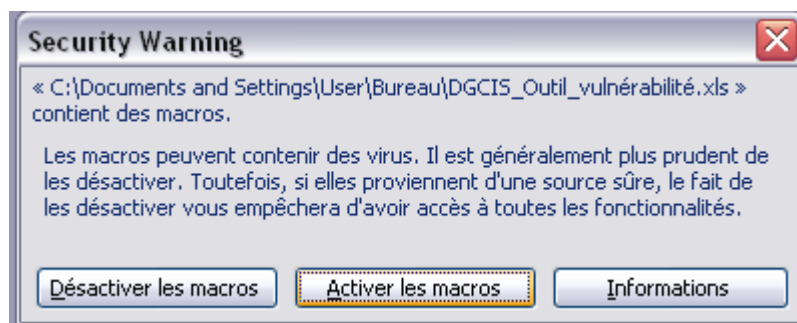 Security Warning
« C:\Documents and Settings\User\Bureau\DGCIS_Outil_vulnérabilité.xls »
contient des macros.
Les macros peuvent contenir des virus. Il est généralement plus prudent de
les désactiver. Toutefois, si elles proviennent d'une source sûre, le fait de
les désactiver vous empêchera d'avoir accès à toutes les fonctionnalités.
Désactiver les macros
Activer les macros
Informations